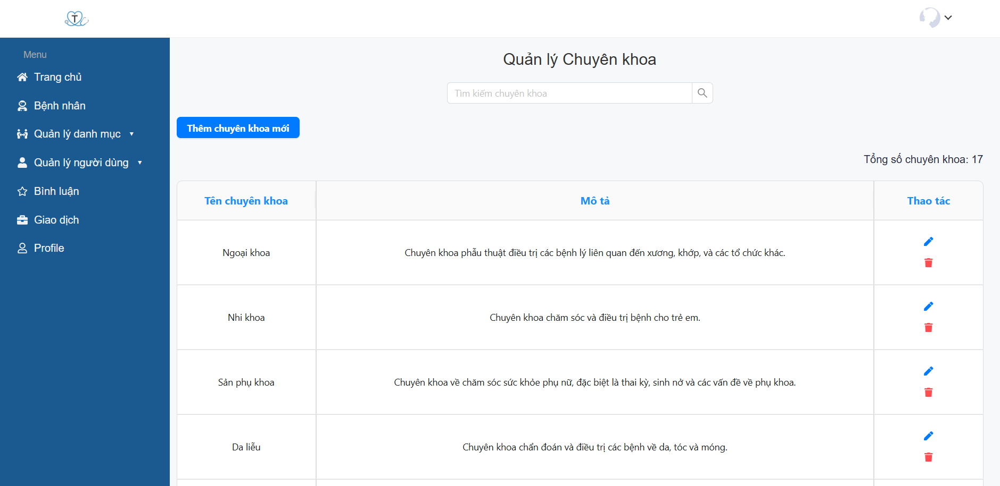 T
Menu
Trang chủ
Bệnh nhân
Quản lý danh mục
Quản lý người dùng
Bình luận
Giao dịch
Profile
Quản lý Chuyên khoa
Tìm kiếm chuyên khoa
Thêm chuyên khoa mới
Tổng số chuyên khoa: 17
Tên chuyên khoa Mô tả Thao tác
Ngoại khoa Chuyên khoa phẫu thuật điều trị các bệnh lý liên quan đến xương, khớp, và các tổ chức khác.
Nhi khoa Chuyên khoa chăm sóc và điều trị bệnh cho trẻ em.
Sản phụ khoa Chuyên khoa về chăm sóc sức khỏe phụ nữ, đặc biệt là thai kỳ, sinh nở và các vấn đề về phụ khoa.
Da liễu Chuyên khoa chẩn đoán và điều trị các bệnh về da, tóc và móng.